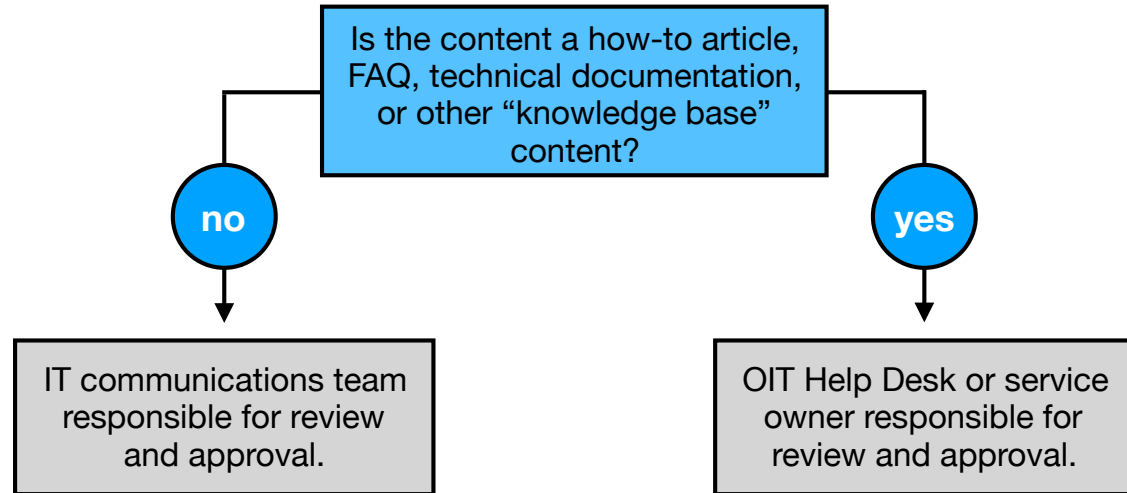 Is the content a how-to article,
FAQ, technical documentation,
or other “knowledge base”
content?
no
yes
IT communications team
responsible for review
and approval.
OIT Help Desk or service
owner responsible for
review and approval.